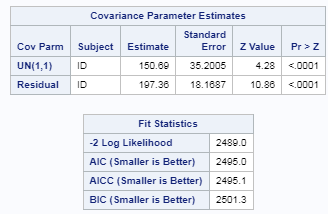 Covariance Parameter Estimates
Cov Parm Subject Estimate Standard Error Z Value Pr > Z
UN(1,1) ID 150.69 35.2005 4.28 <.0001
Residual ID 197.36 18.1687 10.86 <.0001
Fit Statistics
-2 Log Likelihood 2489.0
AIC (Smaller is Better) 2495.0
AICC (Smaller is Better) 2495.1
BIC (Smaller is Better) 2501.3